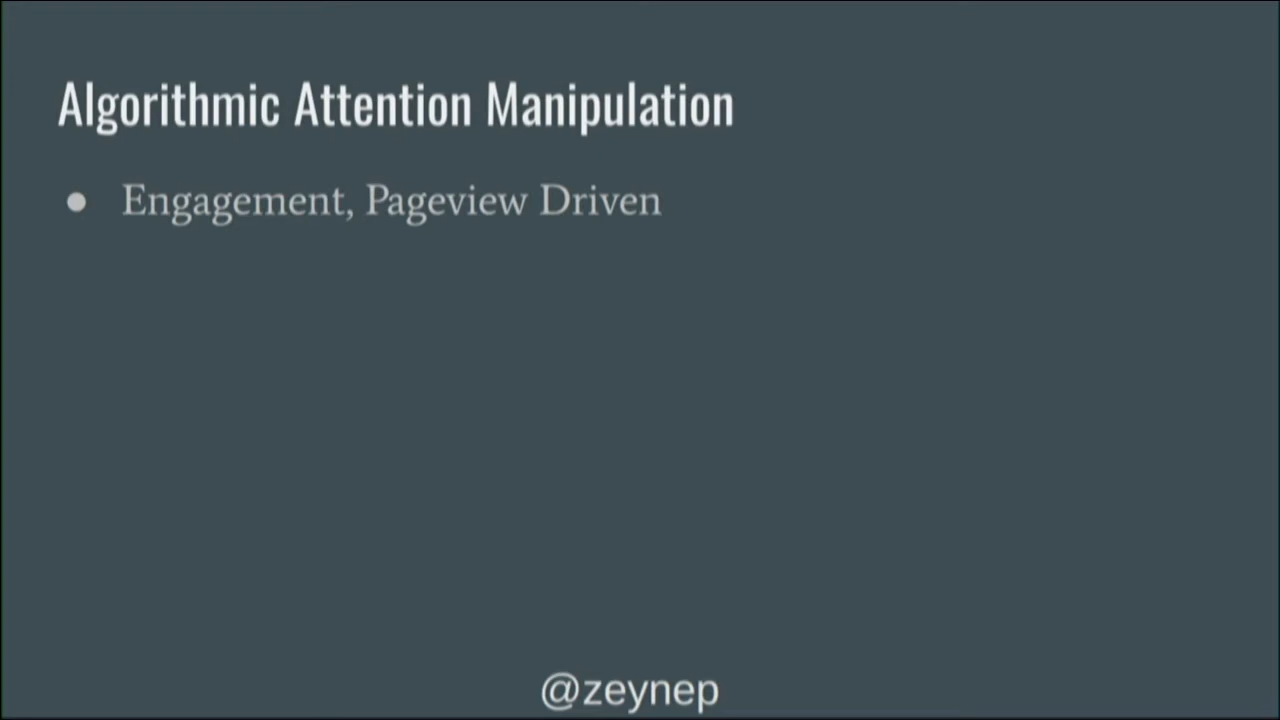 Algorithmic Attention Manipulation
● Engagement, Pageview Driven
@zeynep